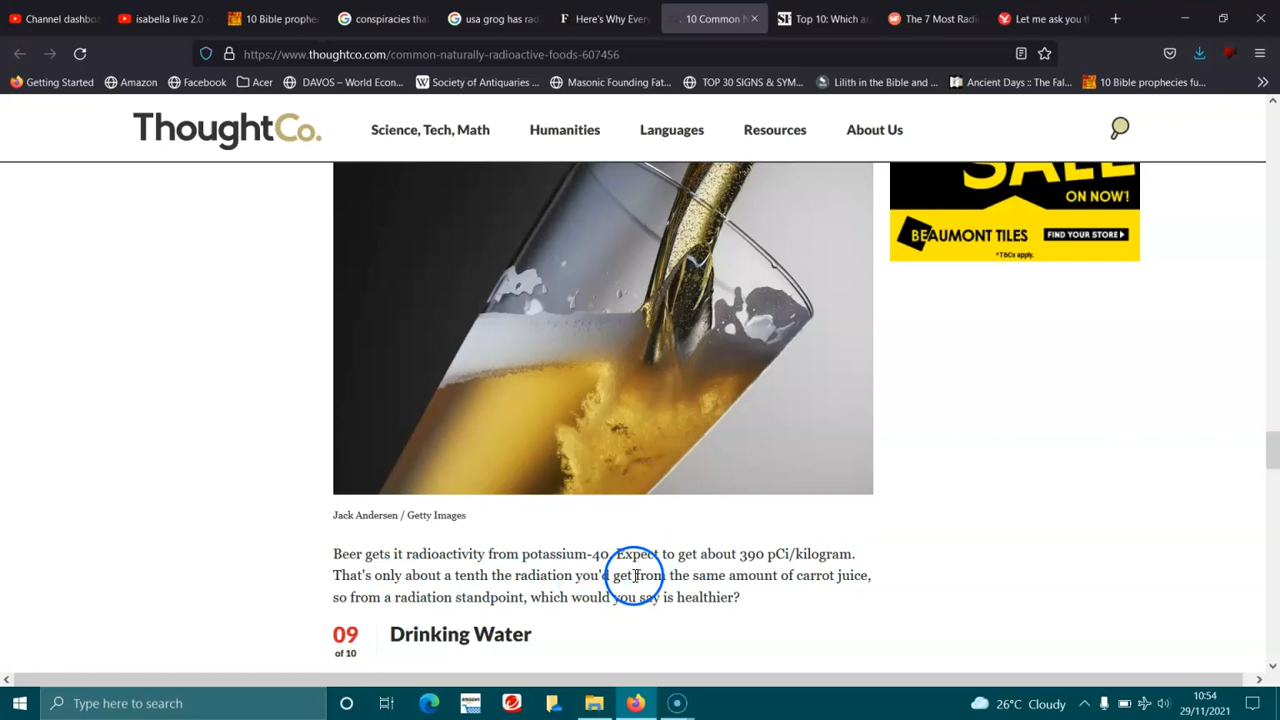 Channel dashbo
isabella live 2.0 -
10 Bible prophe
conspiracies tha
usa grog has rad
Here's Why Every
10 Common N
Top 10: Which ar
The 7 Most Radi
Let me ask you t
https://www.thoughtco.com/common-naturally-radioactive-foods-607456
Getting Started
Amazon
Facebook
Acer
DAVOS – World Econ...
Society of Antiquaries ...
Masonic Founding Fat...
TOP 30 SIGNS & SYM...
Lilith in the Bible and ...
Ancient Days :: The Fal...
10 Bible prophecies fu...
ThoughtCo.
Science, Tech, Math
Humanities
Languages
Resources
About Us
SALE
ON NOW!
BEAUMONT TILES
FIND YOUR STORE
*T&Cs apply.
Jack Andersen / Getty Images
Beer gets it radioactivity from potassium-40. Expect to get about 390 pCi/kilogram.
That's only about a tenth the radiation you'd get from the same amount of carrot juice,
so from a radiation standpoint, which would you say is healthier?
09
of 10
Drinking Water
Type here to search
26°C Cloudy
10:54
29/11/2021